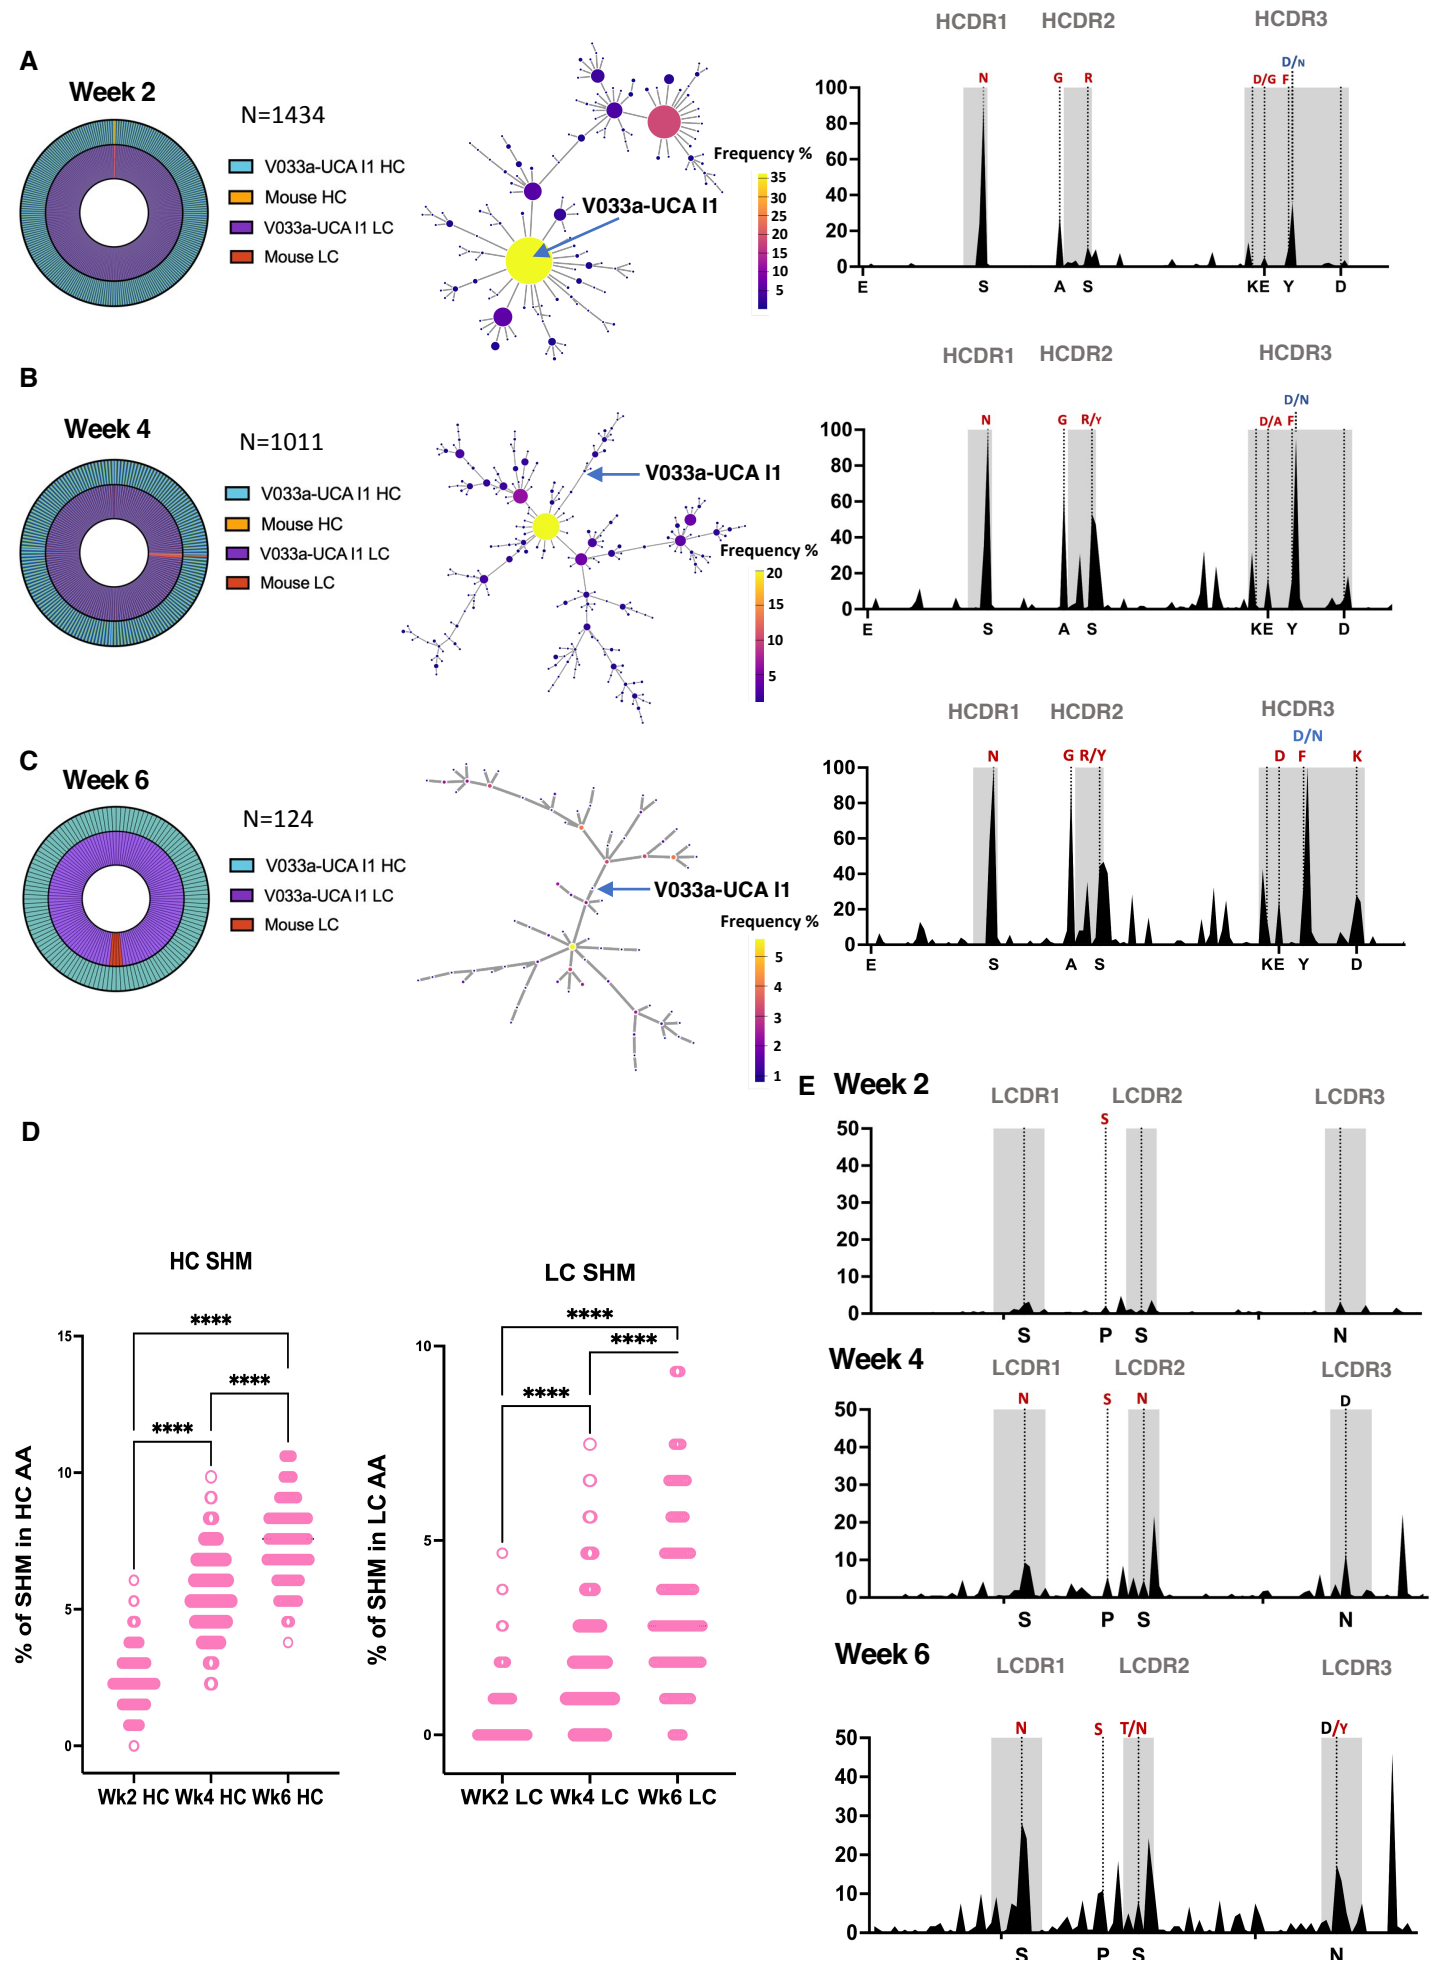 A
Week 2
N=1434
V033a-UCA I1 HC
Mouse HC
V033a-UCA I1 LC
Mouse LC
V033a-UCA I1
Frequency %
35
30
25
20
15
10
5
HCDR1 HCDR2 HCDR3
D/N
N G R D/G F
100
80
60
40
20
0
E S A S K E Y D
B
Week 4
N=1011
V033a-UCA I1 HC
Mouse HC
V033a-UCA I1 LC
Mouse LC
V033a-UCA I1
Frequency %
20
15
10
5
HCDR1 HCDR2 HCDR3
D/N
N G R/Y D/A F
100
80
60
40
20
0
E S A S K E Y D
C
Week 6
N=124
V033a-UCA I1 HC
V033a-UCA I1 LC
Mouse LC
V033a-UCA I1
Frequency %
5
4
3
2
1
HCDR1 HCDR2 HCDR3
D/N
N G R/Y D F K
100
80
60
40
20
0
E S A S K E Y D
D
HC SHM
****
****
****
% of SHM in HC AA
15
10
5
0
Wk2 HC Wk4 HC Wk6 HC
LC SHM
****
****
****
% of SHM in LC AA
10
5
0
WK2 LC Wk4 LC Wk6 LC
E
Week 2
LCDR1 LCDR2 LCDR3
S
50
40
30
20
10
0
S P S N
Week 4
LCDR1 LCDR2 LCDR3
N S N D
50
40
30
20
10
0
S P S N
Week 6
LCDR1 LCDR2 LCDR3
N S T/N D/Y
50
40
30
20
10
0
S P S N